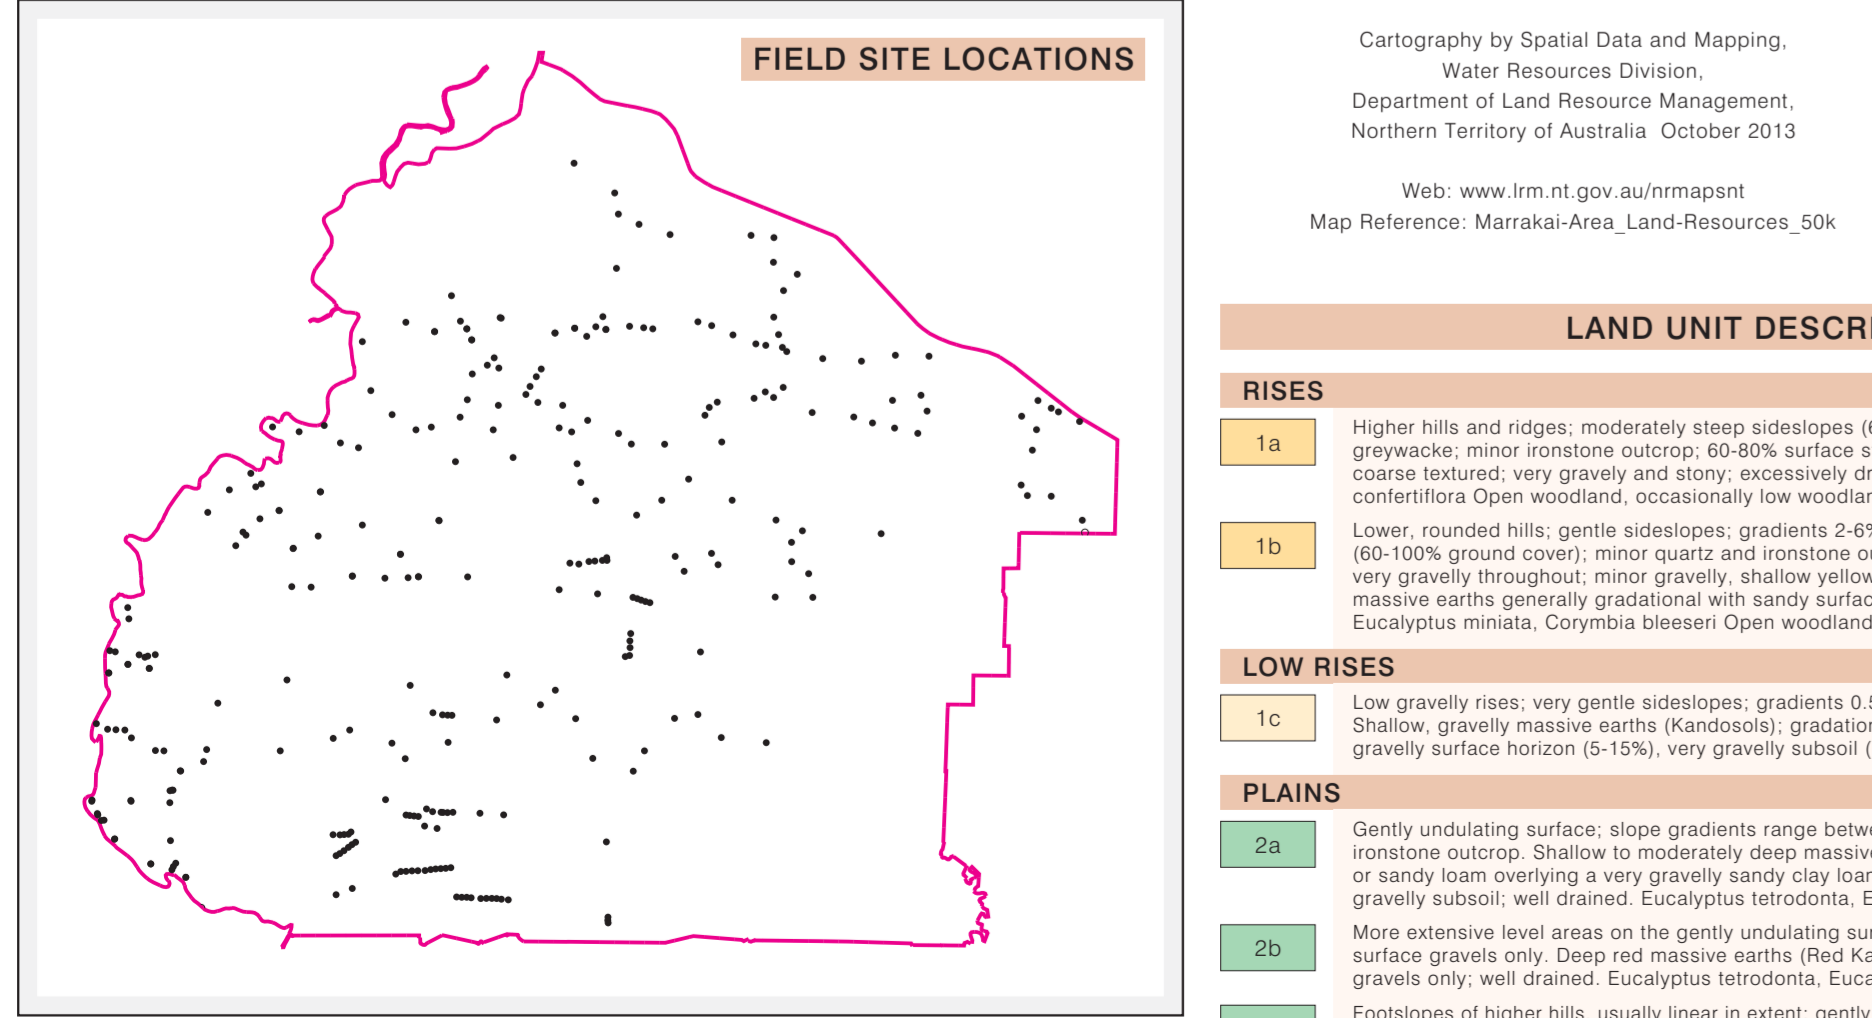 FIELD SITE LOCATIONS
Cartography by Spatial Data and Mapping,
Water Resources Division,
Department of Land Resource Management,
Northern Territory of Australia October 2013
Web: www.lrm.nt.gov.au/nrmapsnt
Map Reference: Marrakai-Area_Land-Resources_50k
LAND UNIT
RISES
1a
Higher hills and ridges; moderately steep sideslopes
greywacke; minor ironstone outcrop; 60-80% surface
coarse textured; very gravely and stony; excessively
confertiflora Open woodland, occasionally low
1b
Lower, rounded hills; gentle sideslopes; gradients 2-6%
(60-100% ground cover); minor quartz and ironstone
very gravelly throughout; minor gravelly, shallow
massive earths generally gradational with sandy
Eucalyptus miniata, Corymbia bleeseri Open woodland
LOW RISES
1c
Low gravelly rises; very gentle sideslopes; gradients
Shallow, gravelly massive earths (Kandosols);
gravelly surface horizon (5-15%), very gravelly subsoil
PLAINS
2a
Gently undulating surface; slope gradients range
ironstone outcrop. Shallow to moderately deep
or sandy loam overlying a very gravelly sandy clay
gravelly subsoil; well drained. Eucalyptus tetrodonta,
2b
More extensive level areas on the gently undulating
surface gravels only. Deep red massive earths (Red
gravels only; well drained. Eucalyptus tetrodonta,
Footslopes of higher hills, usually linear in extent; gently